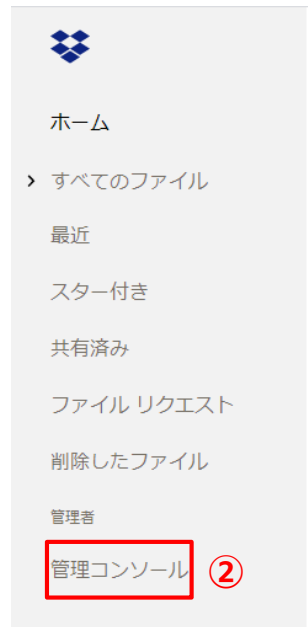 ホーム
すべてのファイル
最近
スター付き
共有済み
ファイル リクエスト
削除したファイル
管理者
管理コンソール ②